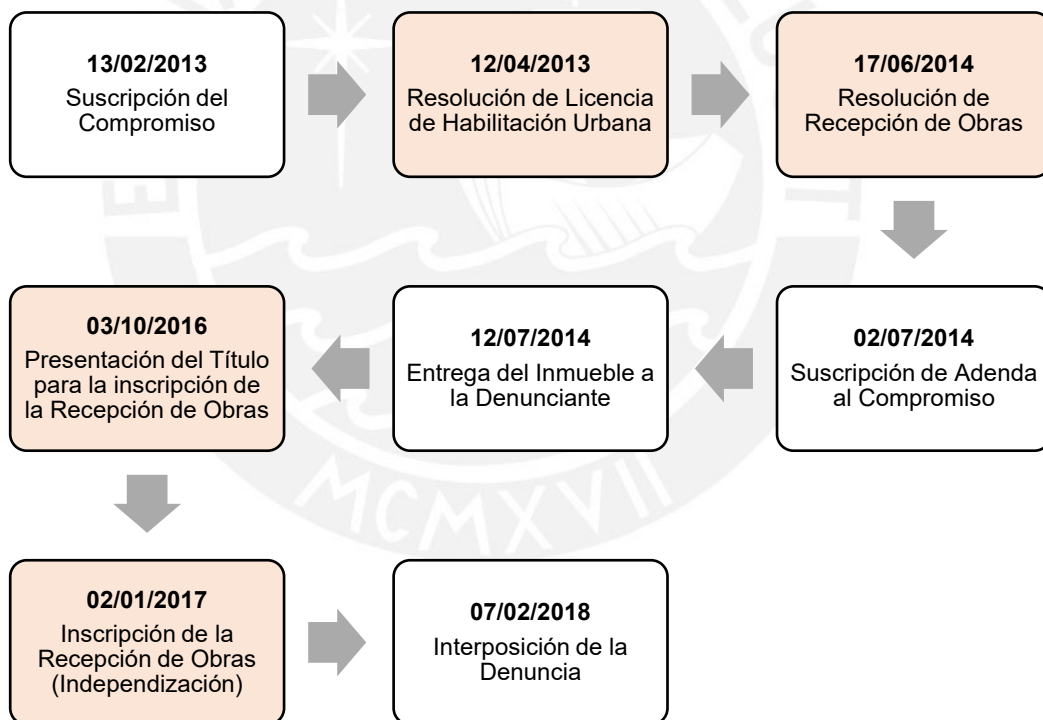 13/02/2013
Suscripción del
Compromiso
12/04/2013
Resolución de Licencia
de Habilitación Urbana
17/06/2014
Resolución de
Recepción de Obras
02/07/2014
Suscripción de Adenda
al Compromiso
12/07/2014
Entrega del Inmueble a
la Denunciante
03/10/2016
Presentación del Título
para la inscripción de
la Recepción de Obras
02/01/2017
Inscripción de la
Recepción de Obras
(Independización)
07/02/2018
Interposición de la
Denuncia
MCMXVII